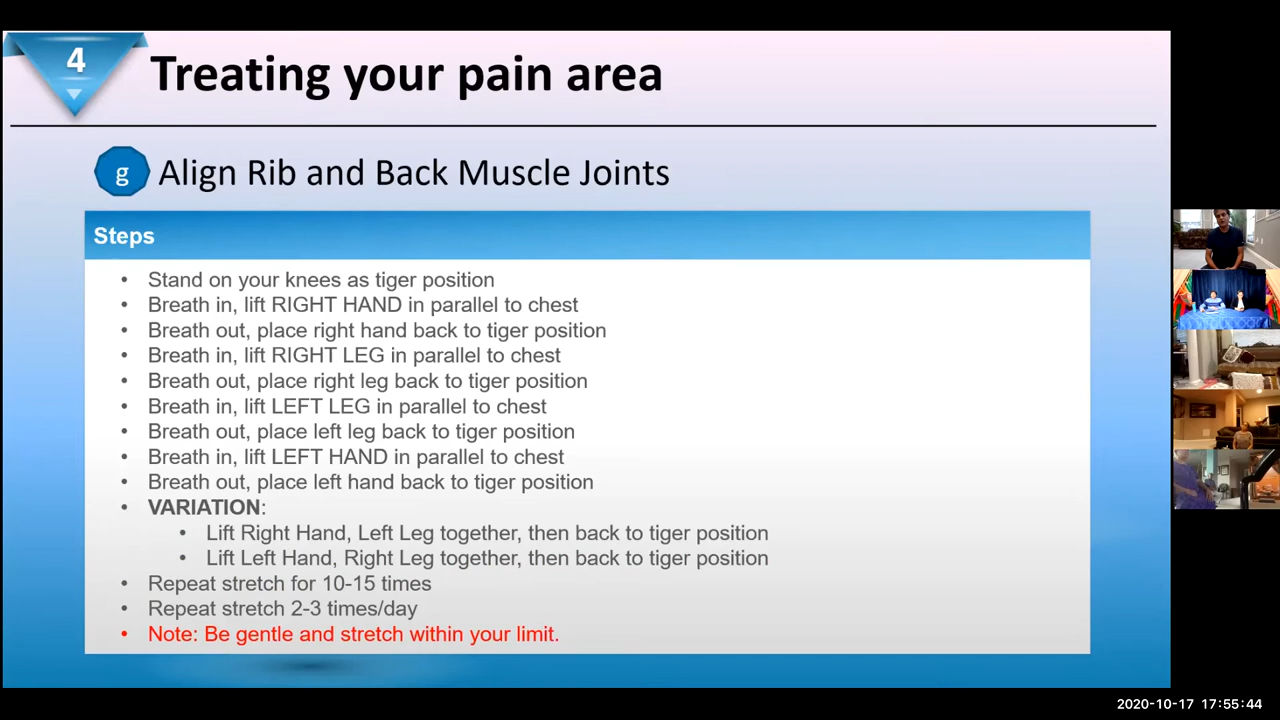 4
Treating your pain area
g
Align Rib and Back Muscle Joints
Steps
• Stand on your knees as tiger position
• Breath in, lift RIGHT HAND in parallel to chest
• Breath out, place right hand back to tiger position
• Breath in, lift RIGHT LEG in parallel to chest
• Breath out, place right leg back to tiger position
• Breath in, lift LEFT LEG in parallel to chest
• Breath out, place left leg back to tiger position
• Breath in, lift LEFT HAND in parallel to chest
• Breath out, place left hand back to tiger position
• VARIATION:
• Lift Right Hand, Left Leg together, then back to tiger position
• Lift Left Hand, Right Leg together, then back to tiger position
• Repeat stretch for 10-15 times
• Repeat stretch 2-3 times/day
• Note: Be gentle and stretch within your limit.
2020-10-17 17:55:44